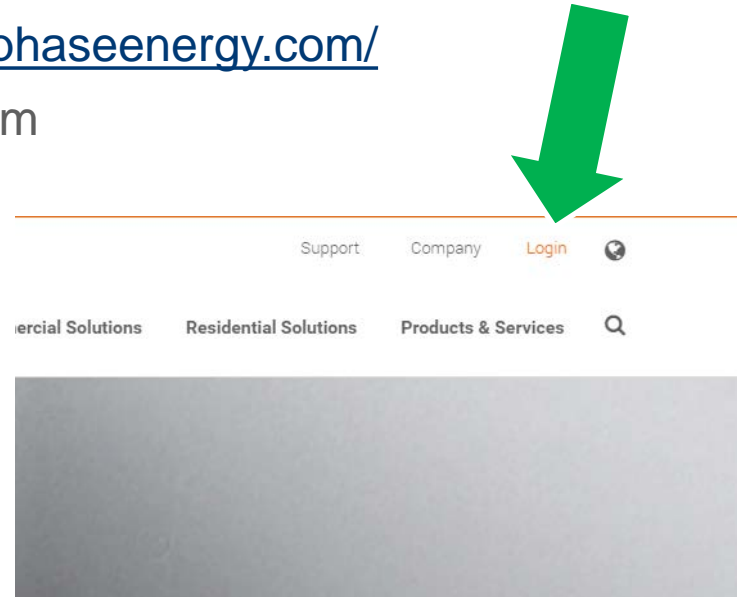 phaseenergy.com/
m
Support Company Login
ercial Solutions Residential Solutions Products & Services